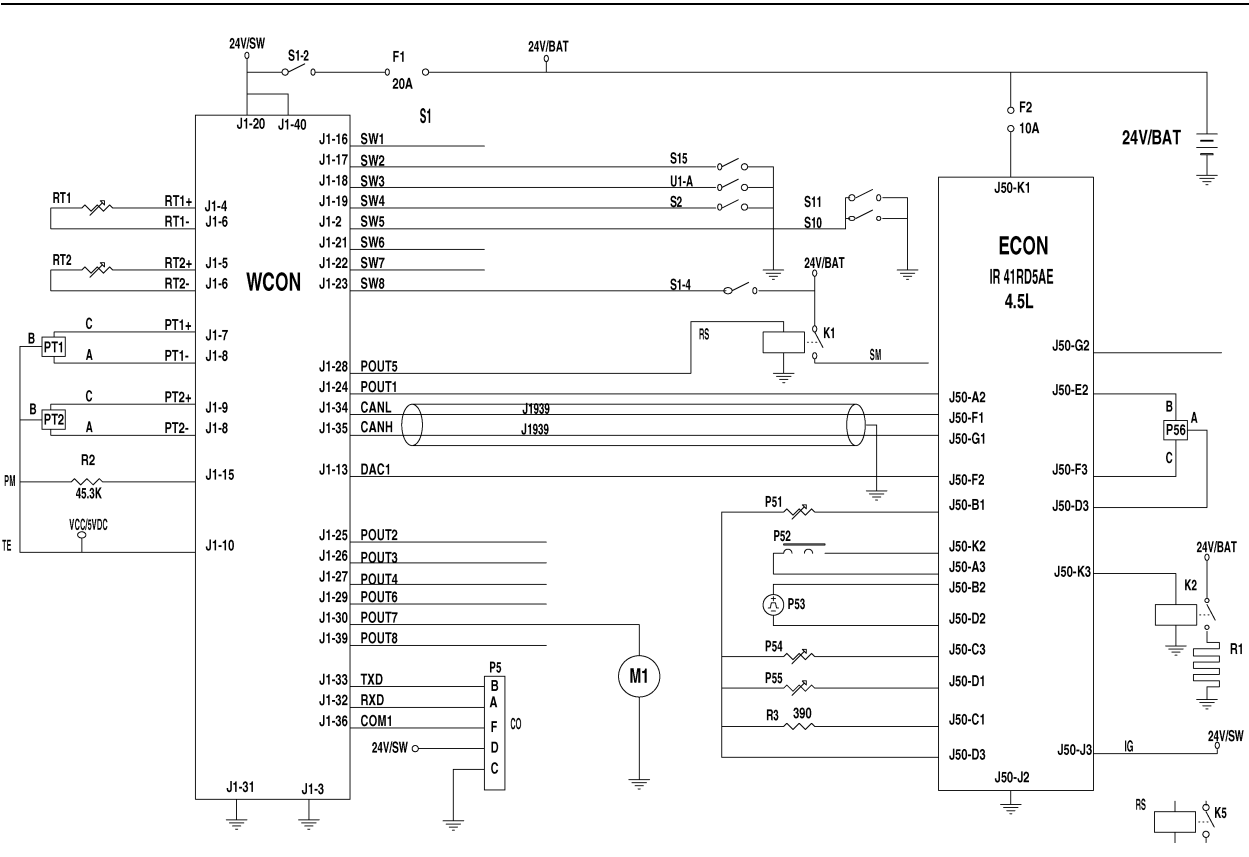 24V/SW
S1-2
F1
20A
24V/BAT
F2
10A
24V/BAT
S1
J1-20 J1-40
J1-16 SW1
J1-17 SW2 S15
J1-18 SW3 U1-A
J1-19 SW4 S2
J1-2 SW5 S11
S10
J1-21 SW6
J1-22 SW7
J1-23 SW8 S1-4
24V/BAT
RT1 RT1+ J1-4
RT1- J1-6
RT2 RT2+ J1-5
RT2- J1-6
WCON
C PT1+ J1-7
B PT1
A PT1- J1-8
C PT2+ J1-9
B PT2
A PT2- J1-8
R2
45.3K
PM
J1-15
VCC/5VDC
TE
J1-10
RS
K1
SM
J1-28 POUT5
J1-24 POUT1
J1-34 CANL J1939
J1-35 CANH J1939
J1-13 DAC1
J1-25 POUT2
J1-26 POUT3
J1-27 POUT4
J1-29 POUT6
J1-30 POUT7
J1-39 POUT8
M1
P5
J1-33 TXD B
J1-32 RXD A
J1-36 COM1 F
CO
24V/SW D
C
J1-31 J1-3
J50-K1
ECON
IR 41RD5AE
4.5L
J50-A2
J50-F1
J50-G1
J50-F2
P51 J50-B1
P52 J50-K2
J50-A3
J50-B2
P53
J50-D2
P54 J50-C3
P55 J50-D1
R3 390 J50-C1
J50-D3
J50-J2
J50-G2
J50-E2
B
A
P56
C
J50-F3
J50-D3
J50-K3
24V/BAT
K2
R1
J50-J3 IG 24V/SW
RS
K5